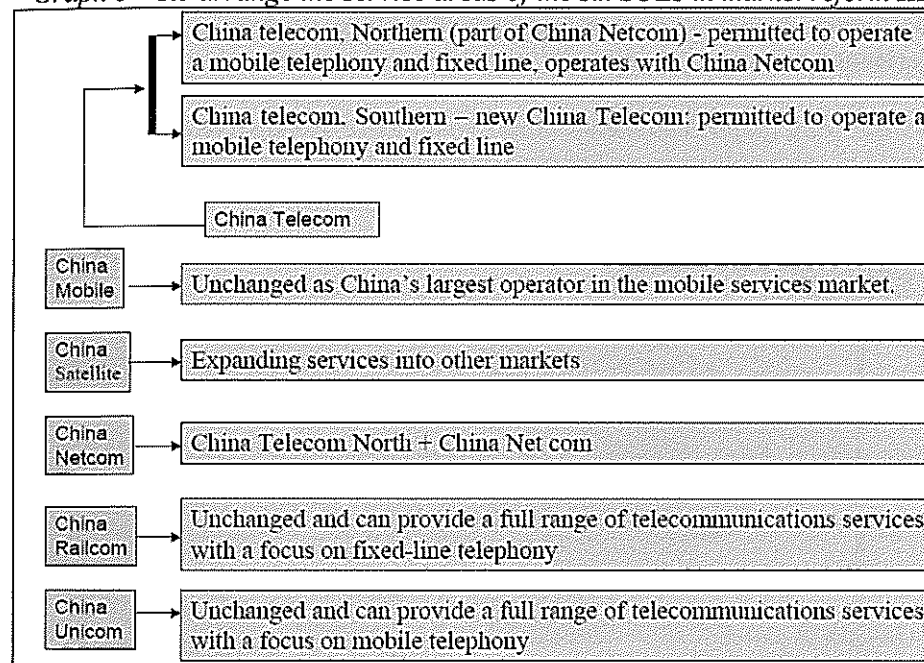 China telecom, Northern (part of China Netcom) - permitted to operate
a mobile telephony and fixed line, operates with China Netcom
China telecom. Southern – new China Telecom: permitted to operate a
mobile telephony and fixed line
China Telecom
China
Mobile
Unchanged as China's largest operator in the mobile services market.
China
Satellite
Expanding services into other markets
China
Netcom
China Telecom North + China Net com
China
Railcom
Unchanged and can provide a full range of telecommunications services
with a focus on fixed-line telephony
China
Unicom
Unchanged and can provide a full range of telecommunications services
with a focus on mobile telephony